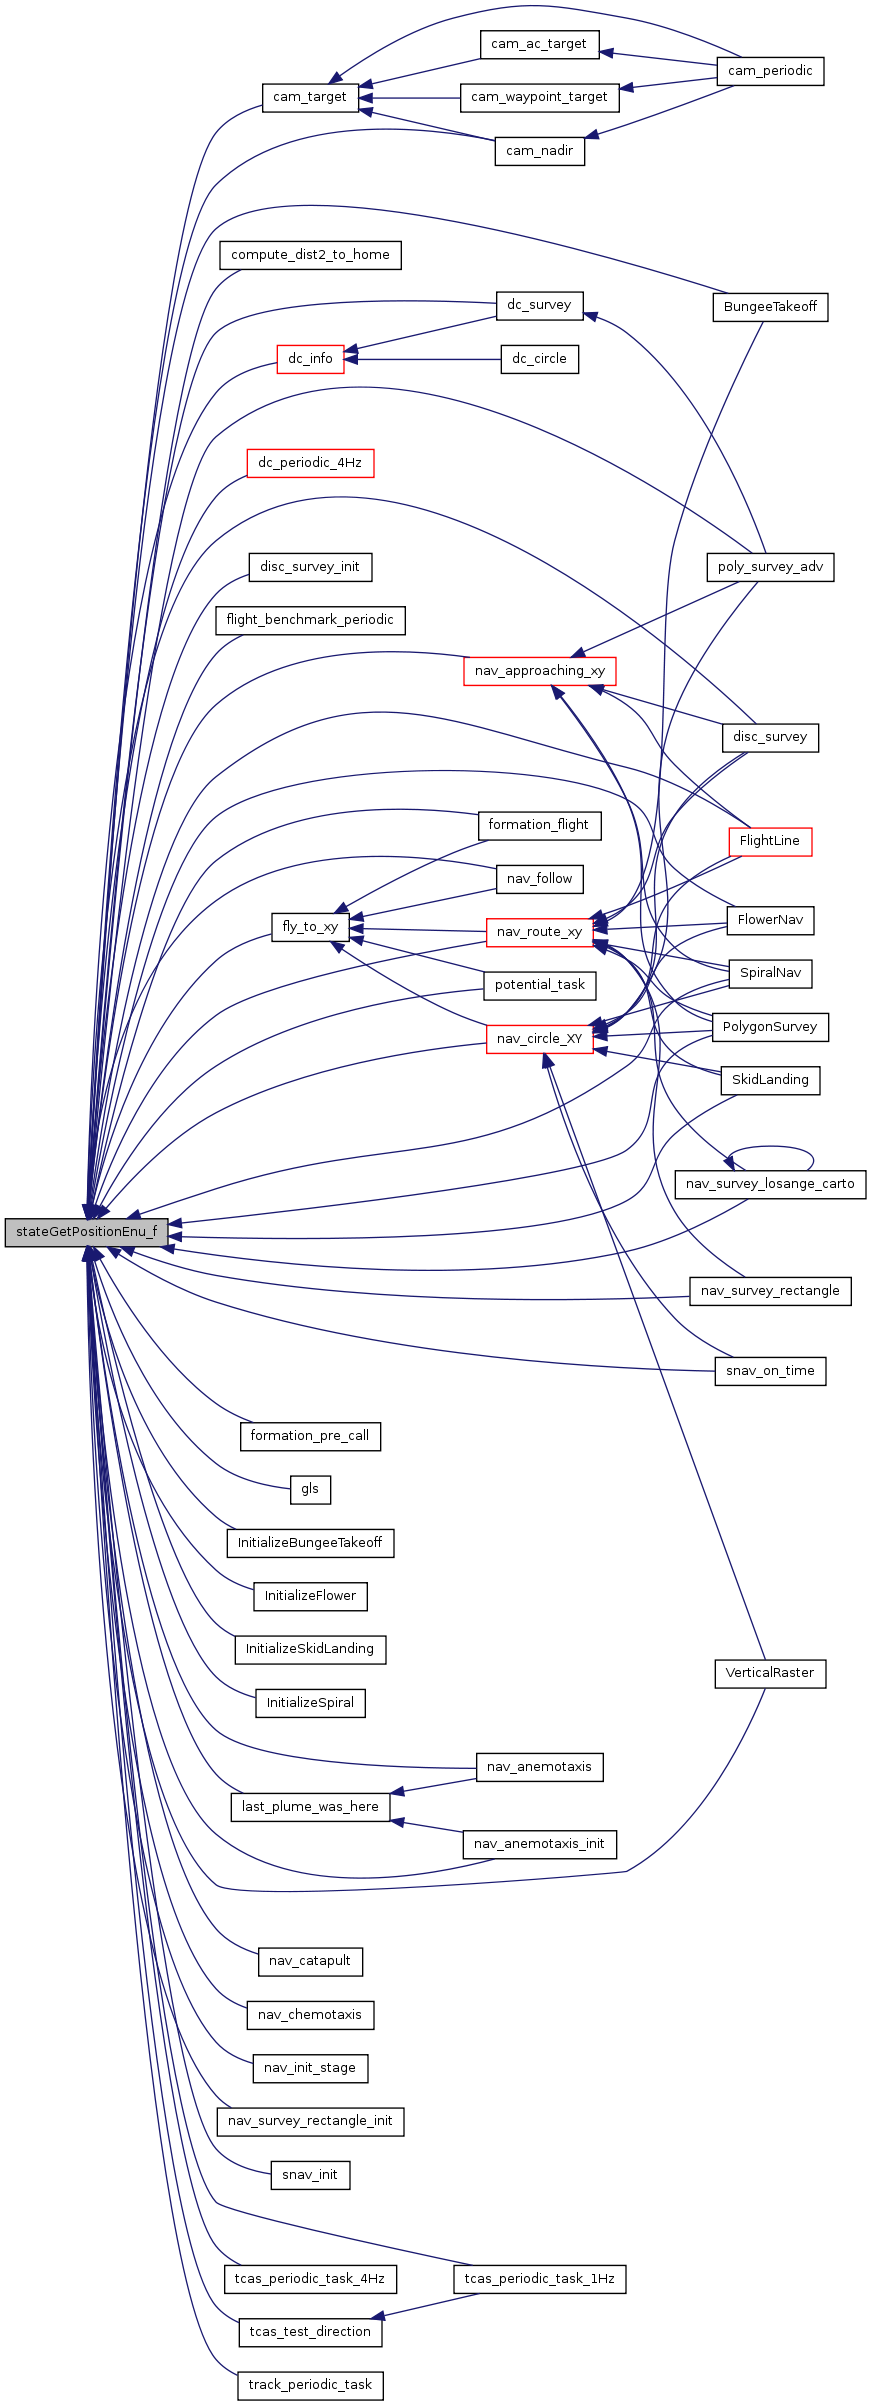 cam_ac_target
cam_periodic
cam_target
cam_waypoint_target
cam_nadir
compute_dist2_to_home
BungeeTakeoff
dc_survey
dc_info
dc_circle
dc_periodic_4Hz
disc_survey_init
poly_survey_adv
flight_benchmark_periodic
nav_approaching_xy
disc_survey
formation_flight
FlightLine
nav_follow
fly_to_xy
nav_route_xy
FlowerNav
potential_task
SpiralNav
nav_circle_XY
PolygonSurvey
SkidLanding
nav_survey_losange_carto
stateGetPositionEnu_f
nav_survey_rectangle
snav_on_time
formation_pre_call
gls
InitializeBungeeTakeoff
InitializeFlower
InitializeSkidLanding
VerticalRaster
InitializeSpiral
nav_anemotaxis
last_plume_was_here
nav_anemotaxis_init
nav_catapult
nav_chemotaxis
nav_init_stage
nav_survey_rectangle_init
snav_init
tcas_periodic_task_4Hz
tcas_periodic_task_1Hz
tcas_test_direction
track_periodic_task